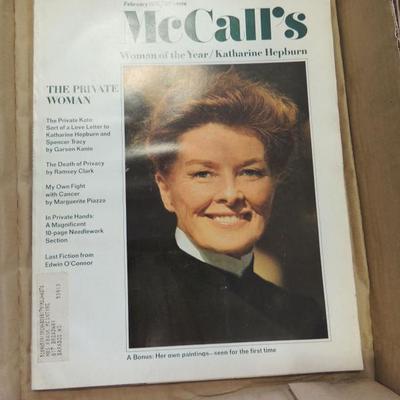 February
McCall's
Woman of the Year/Katharine Hepburn
THE PRIVATE
WOMAN
The Private Kate:
Sort of a Love Letter to
Katharine Hepburn and
Spencer Tracy
by Garson Kanin
The Death of Privacy
by Ramsey Clark
My Own Fight
with Cancer
by Marguerite Piazza
In Private Hands:
A Magnificent
10-page Needlework
Section
Last Fiction from
Edwin O'Connor
A Bonus: Her own paintings—seen for the first time